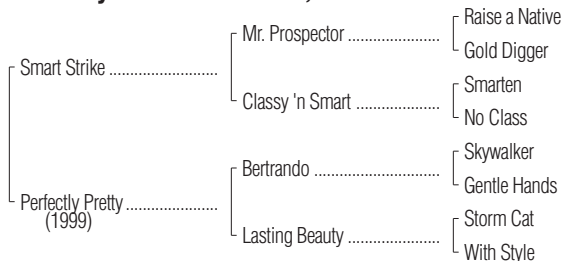 Raise a Native
Mr. Prospector ......................
Gold Digger
Smart Strike ..........................
Smarten
Classy 'n Smart ....................
No Class
Skywalker
Bertrando .............................
Gentle Hands
Perfectly Pretty ......................
(1999)
Storm Cat
Lasting Beauty .....................
With Style